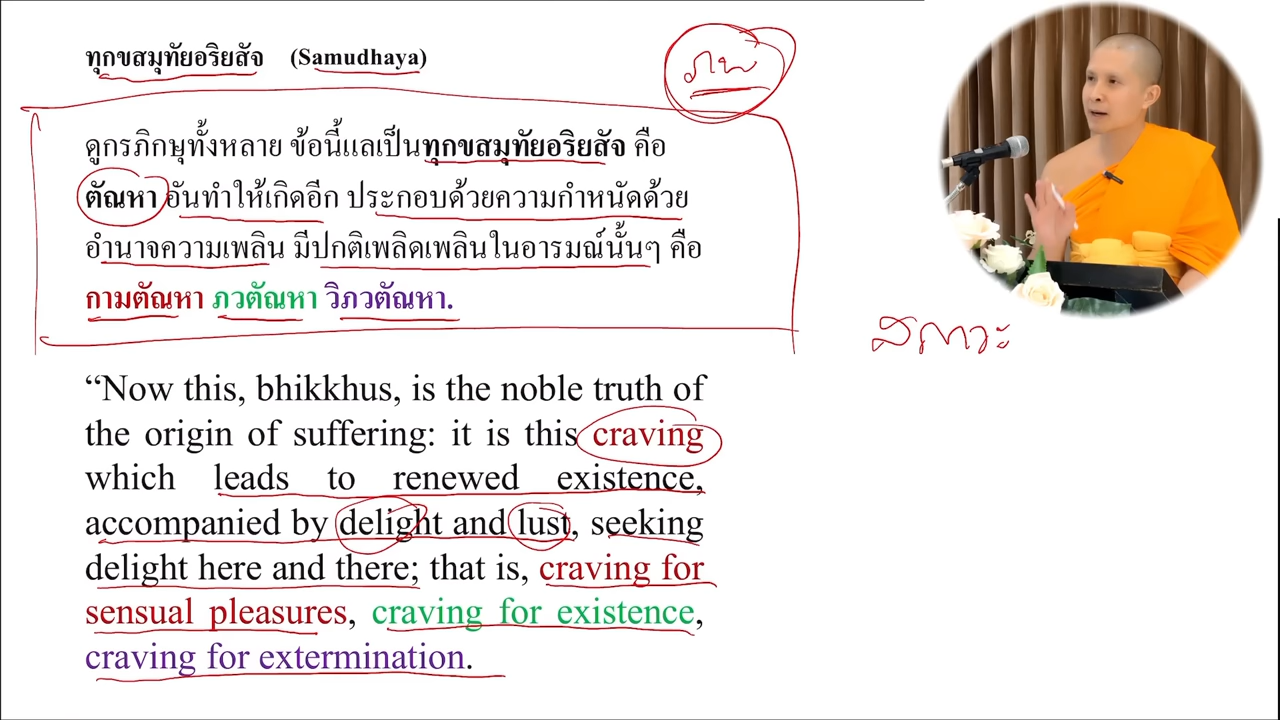 ทุกขสมุทัยอริยสัจ (Samudhaya)
ภพ
ดูกรภิกษุทั้งหลาย ข้อนี้แลเป็นทุกขสมุทัยอริยสัจ คือ
ตัณหา อันทำให้เกิดอีก ประกอบด้วยความกำหนัดด้วย
อำนาจความเพลิน มีปกติเพลิดเพลินในอารมณ์นั้นๆ คือ
กามตัณหา ภวตัณหา วิภวตัณหา.
สภาวะ
“Now this, bhikkhus, is the noble truth of
the origin of suffering: it is this craving
which leads to renewed existence,
accompanied by delight and lust, seeking
delight here and there; that is, craving for
sensual pleasures, craving for existence,
craving for extermination.